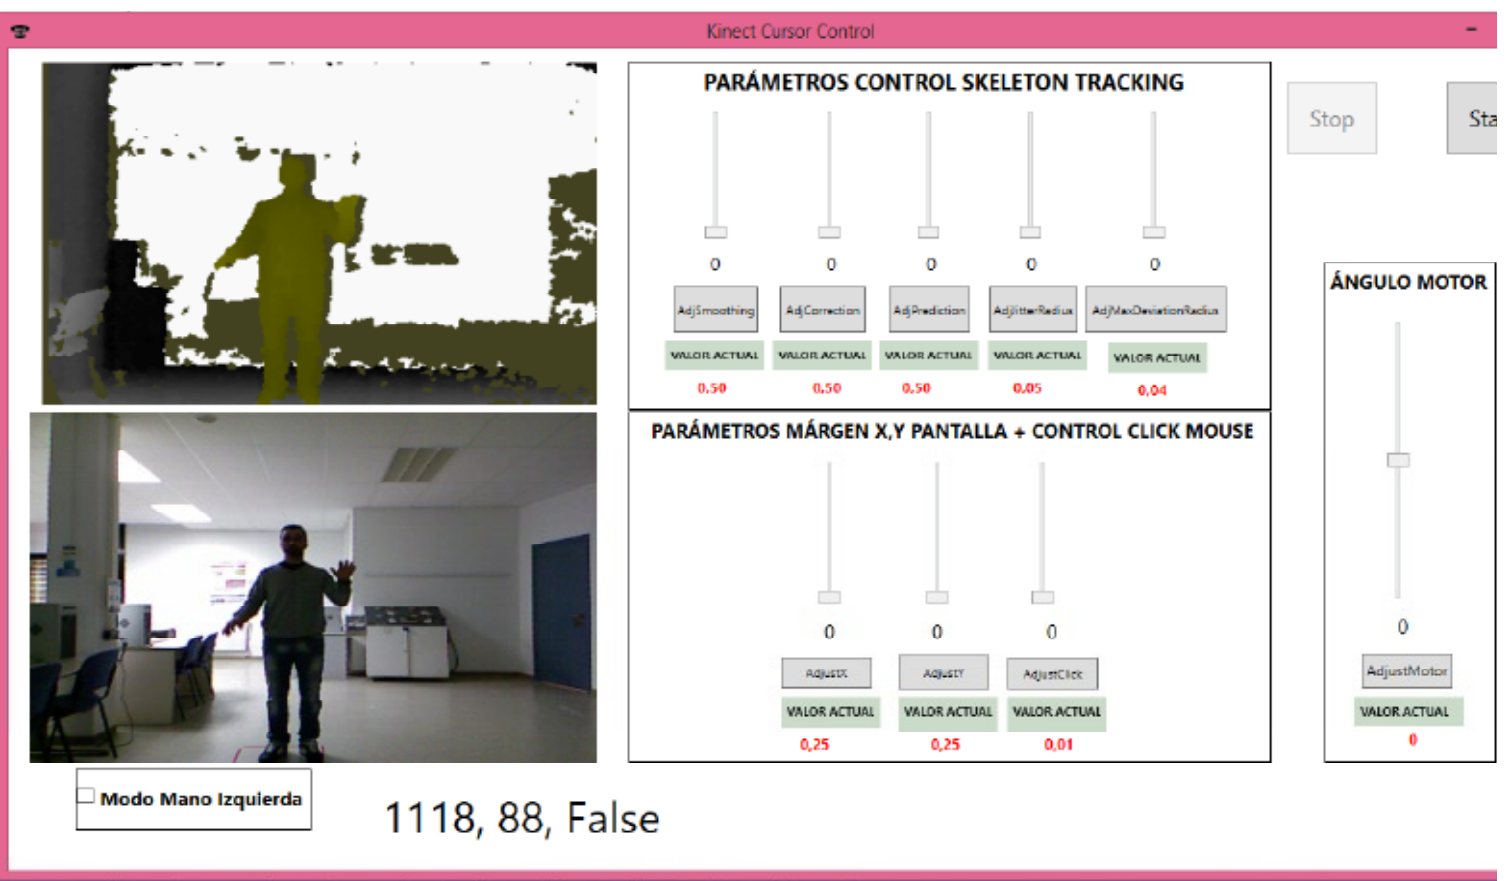 Kinect Cursor Control
PARÁMETROS CONTROL SKELETON TRACKING
0 0 0 0 0
AdjSmoothing AdjCorrection AdjPrediction AdjJitterRadius AdjMaxDeviationRadius
VALOR ACTUAL VALOR ACTUAL VALOR ACTUAL VALOR ACTUAL VALOR ACTUAL
0,50 0,50 0,50 0,05 0,04
PARÁMETROS MÁRGEN X,Y PANTALLA + CONTROL CLICK MOUSE
0 0 0
AdjustX AdjustY AdjustClick
VALOR ACTUAL VALOR ACTUAL VALOR ACTUAL
0,25 0,25 0,01
Stop Sta
ÁNGULO MOTOR
0
AdjustMotor
VALOR ACTUAL
0
Modo Mano Izquierda
1118, 88, False